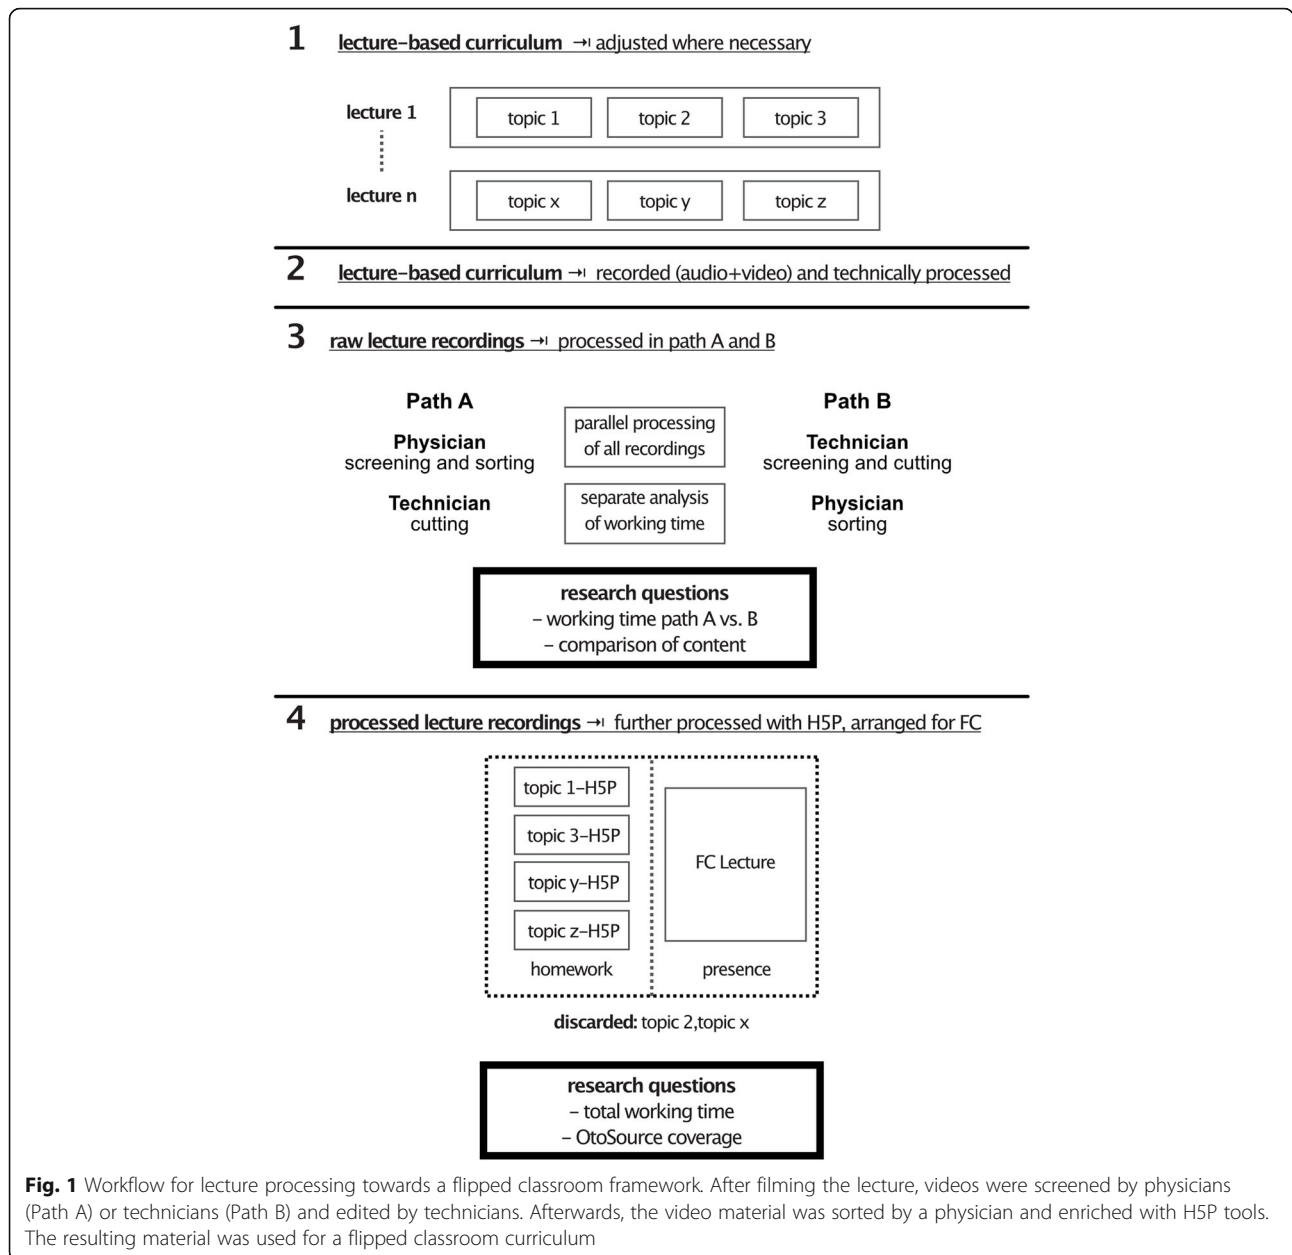 1 lecture–based curriculum →ı adjusted where necessary
lecture 1
topic 1 topic 2 topic 3
lecture n
topic x topic y topic z
2 lecture–based curriculum →ı recorded (audio+video) and technically processed
3 raw lecture recordings →ı processed in path A and B
Path A
Physician
screening and sorting
Technician
cutting
parallel processing
of all recordings
separate analysis
of working time
Path B
Technician
screening and cutting
Physician
sorting
research questions
– working time path A vs. B
– comparison of content
4 processed lecture recordings →ı further processed with H5P, arranged for FC
topic 1–H5P
topic 3–H5P
topic y–H5P
topic z–H5P
homework
FC Lecture
presence
discarded: topic 2,topic x
research questions
– total working time
– OtoSource coverage
Fig. 1 Workflow for lecture processing towards a flipped classroom framework. After filming the lecture, videos were screened by physicians
(Path A) or technicians (Path B) and edited by technicians. Afterwards, the video material was sorted by a physician and enriched with H5P tools.
The resulting material was used for a flipped classroom curriculum